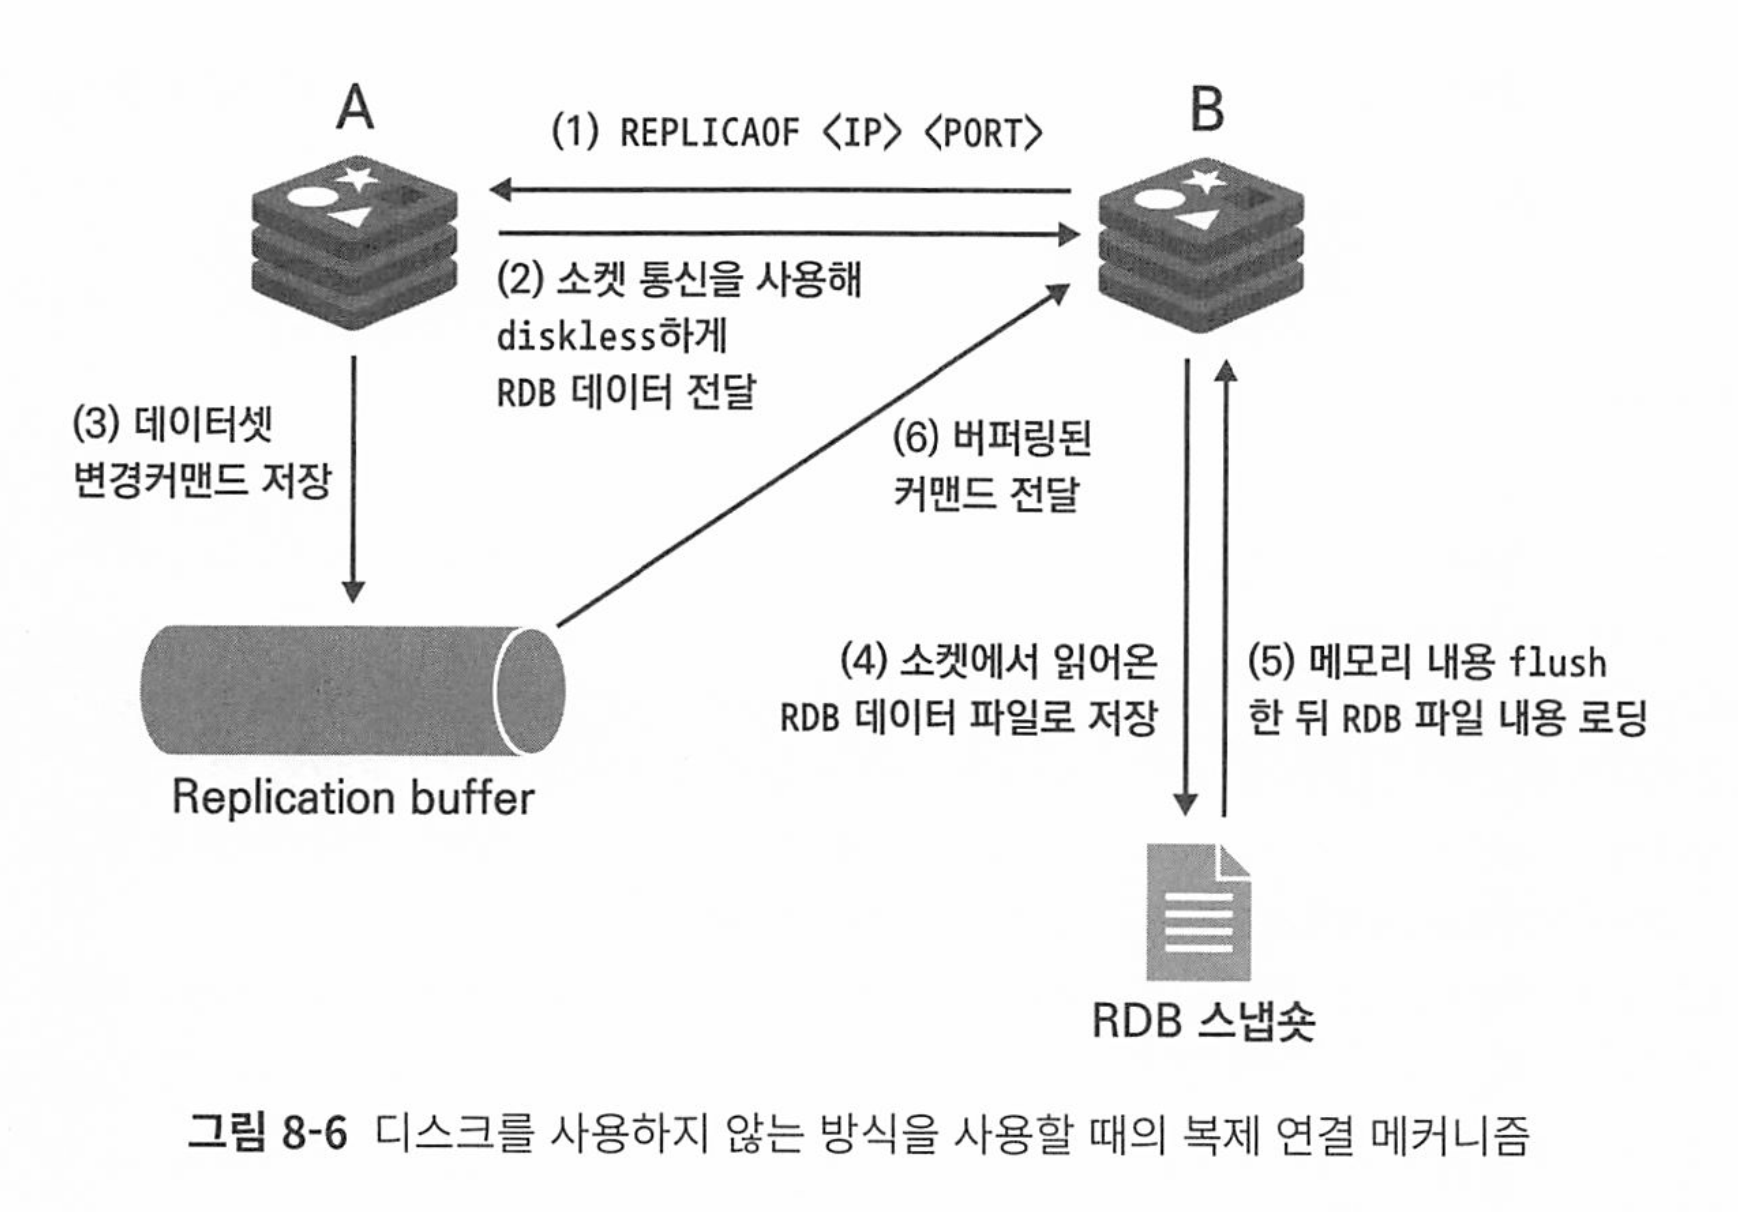 A
B
(1) REPLICAOF <IP> <PORT>
(2) 소켓 통신을 사용해
diskless하게
RDB 데이터 전달
(3) 데이터셋
변경커맨드 저장
(6) 버퍼링된
커맨드 전달
(4) 소켓에서 읽어온
RDB 데이터 파일로 저장
(5) 메모리 내용 flush
한 뒤 RDB 파일 내용 로딩
Replication buffer
RDB 스냅숏
그림 8-6 디스크를 사용하지 않는 방식을 사용할 때의 복제 연결 메커니즘